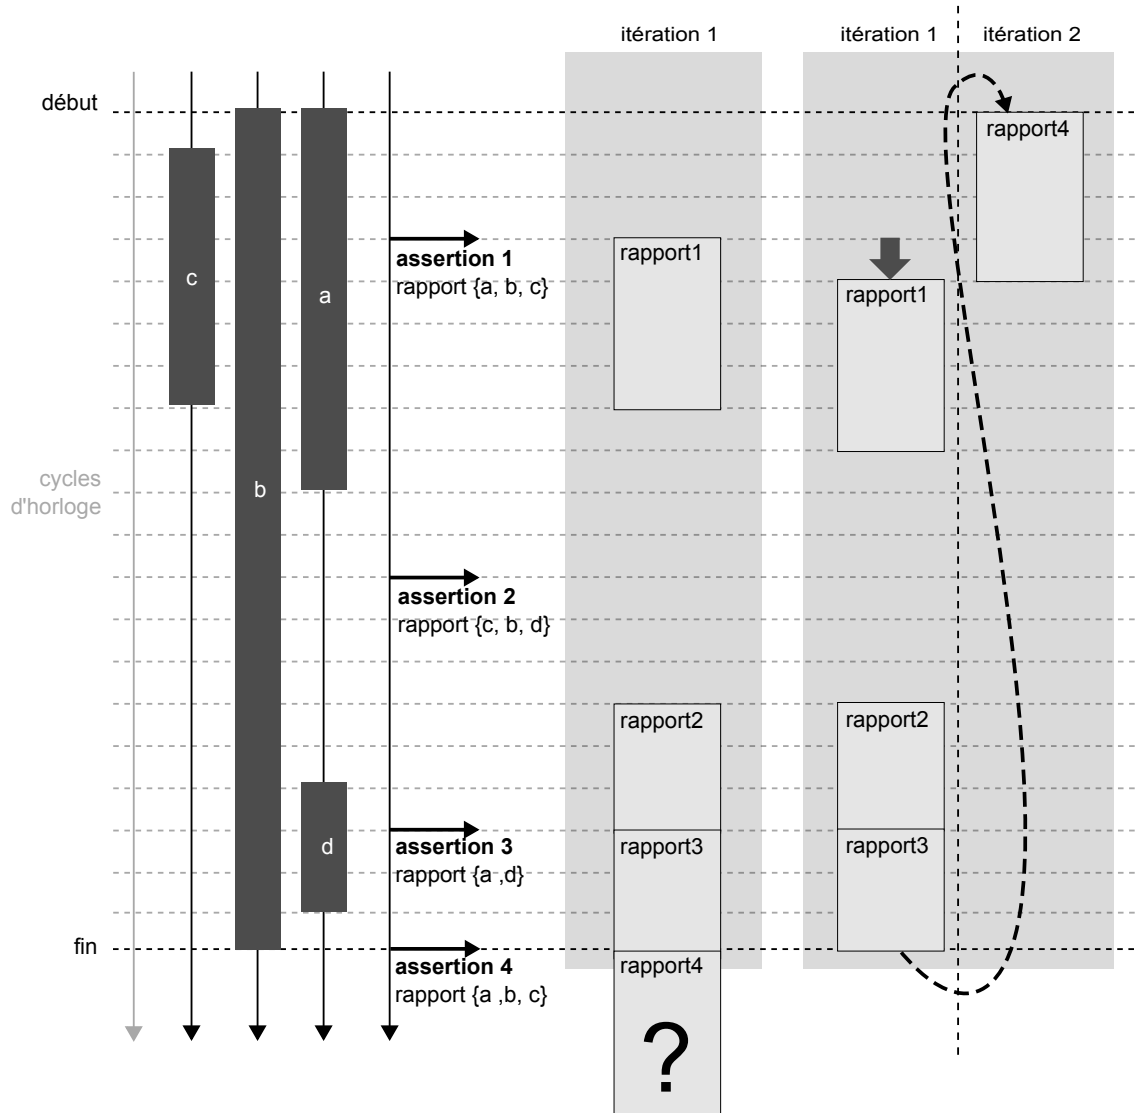 itération 1
itération 1
itération 2
début
rapport4
assertion 1
rapport {a, b, c}
rapport1
c
a
rapport1
cycles
d'horloge
b
assertion 2
rapport {c, b, d}
rapport2
rapport2
d
assertion 3
rapport {a ,d}
rapport3
rapport3
fin
assertion 4
rapport {a ,b, c}
rapport4
?